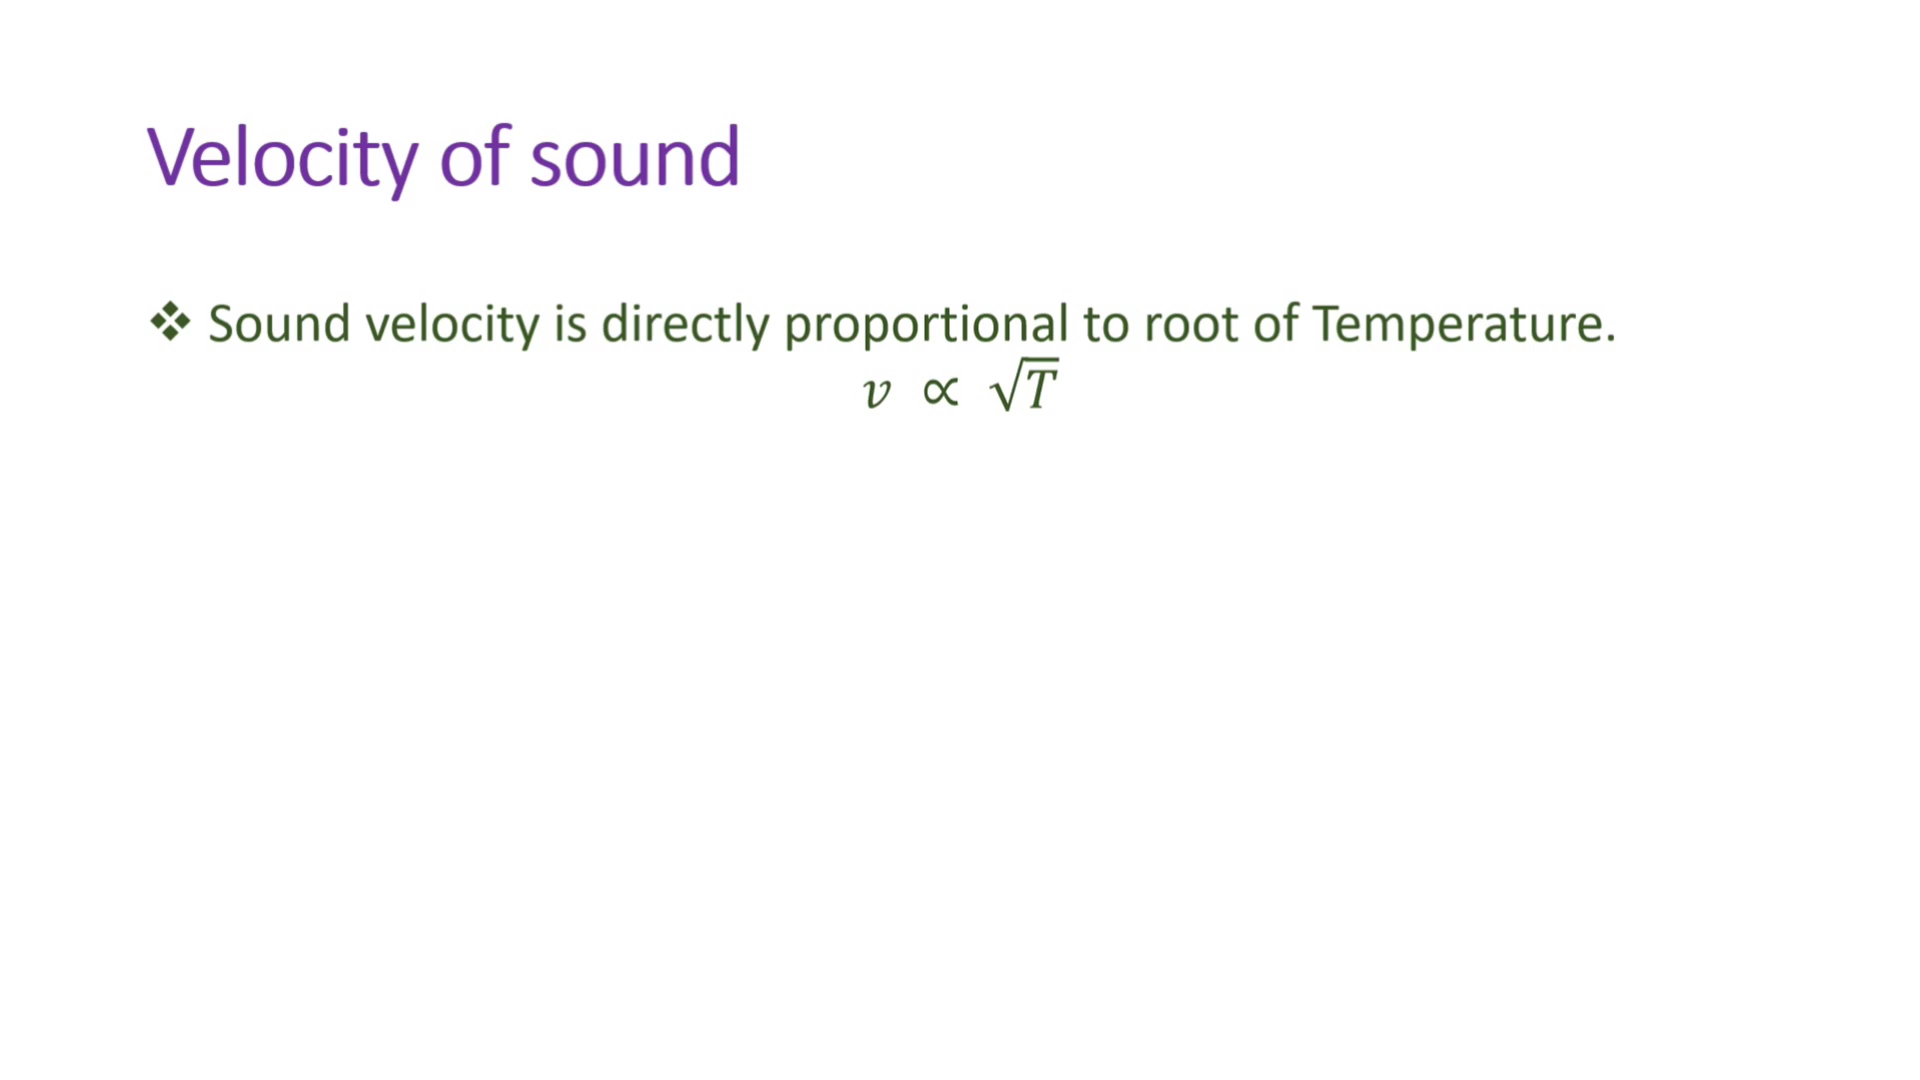 Velocity of sound
❖ Sound velocity is directly proportional to root of Temperature.
v ∝ √T